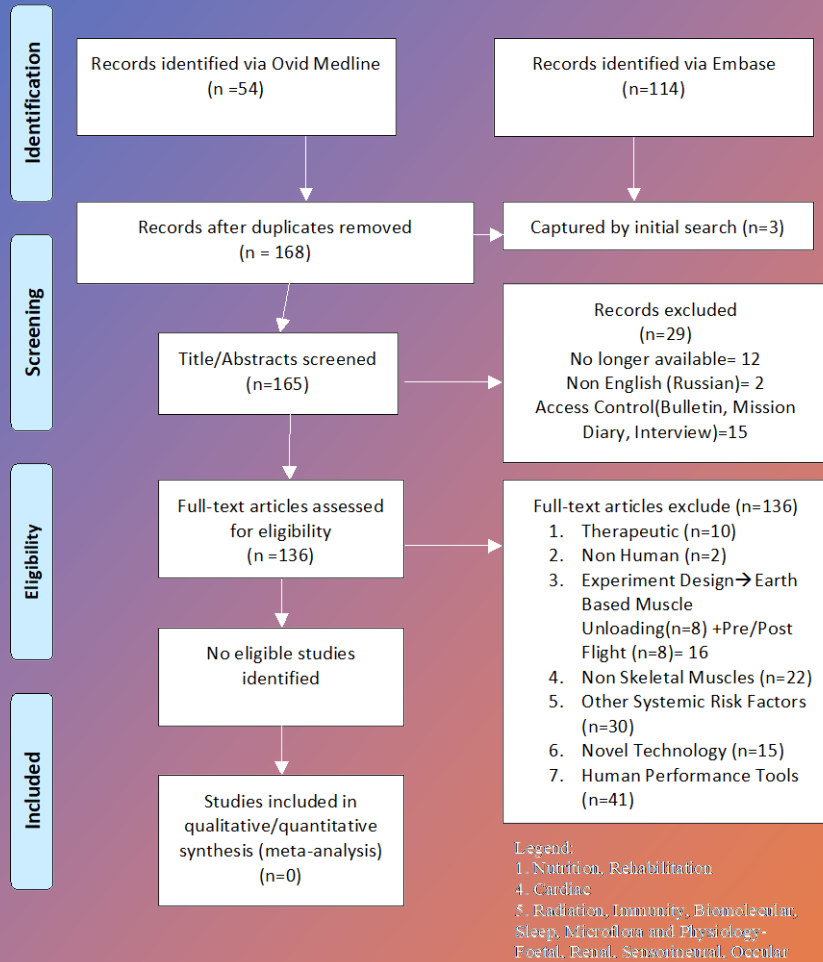 Identification
Records identified via Ovid Medline
(n =54)
Records identified via Embase
(n=114)
Records after duplicates removed
(n = 168)
Captured by initial search (n=3)
Screening
Title/Abstracts screened
(n=165)
Records excluded
(n=29)
No longer available= 12
Non English (Russian)= 2
Access Control(Bulletin, Mission
Diary, Interview)=15
Eligibility
Full-text articles assessed
for eligibility
(n =136)
Full-text articles exclude (n=136)
1. Therapeutic (n=10)
2. Non Human (n=2)
3. Experiment Design→Earth
Based Muscle
Unloading(n=8) +Pre/Post
Flight (n=8)= 16
4. Non Skeletal Muscles (n=22)
5. Other Systemic Risk Factors
(n=30)
6. Novel Technology (n=15)
7. Human Performance Tools
(n=41)
No eligible studies
identified
Included
Studies included in
qualitative/quantitative
synthesis (meta-analysis)
(n=0)
Legend:
1. Nutrition, Rehabilitation
4. Cardiac
5. Radiation, Immunity, Biomolecular,
Sleep, Microflora and Physiology-
Foetal, Renal, Sensorineural, Occular